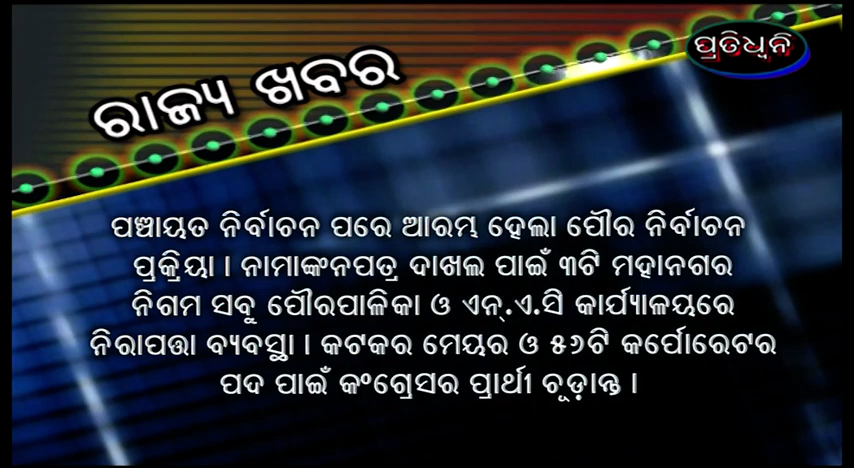 ପ୍ରତିଧ୍ୱନି
ରାଜ୍ୟ ଖବର
ପଞ୍ଚାୟତ ନିର୍ବାଚନ ପରେ ଆରମ୍ଭ ହେଲା ପୌର ନିର୍ବାଚନ
ପ୍ରକ୍ରିୟା । ନାମାଙ୍କନପତ୍ର ଦାଖଲ ପାଇଁ ୩ଟି ମହାନଗର
ନିଗମ ସବୁ ପୌରପାଳିକା ଓ ଏନ୍.ଏ.ସି କାର୍ଯ୍ୟାଳୟରେ
ନିରାପତ୍ତା ବ୍ୟବସ୍ଥା । କଟକର ମେୟର ଓ ୫୬ଟି କର୍ପୋରେଟର
ପଦ ପାଇଁ କଂଗ୍ରେସର ପ୍ରାର୍ଥୀ ଚୂଡ଼ାନ୍ତ ।